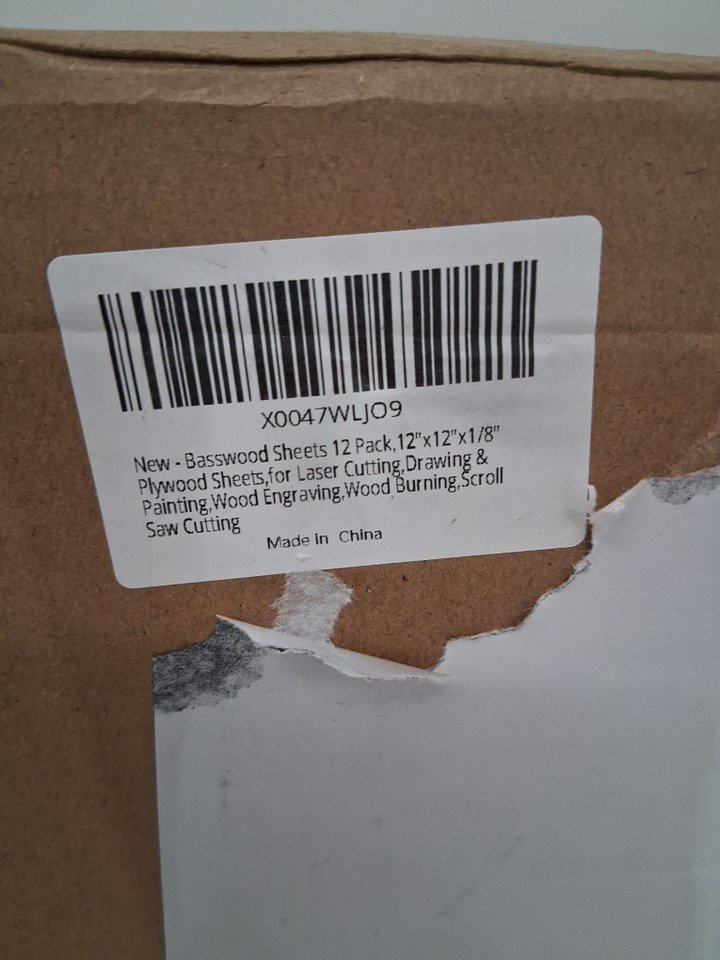 X0047WLJO9
New - Basswood Sheets 12 Pack,12"x12"x1/8"
Plywood Sheets,for Laser Cutting,Drawing &
Painting,Wood Engraving,Wood Burning,Scroll
Saw Cutting
Made in China